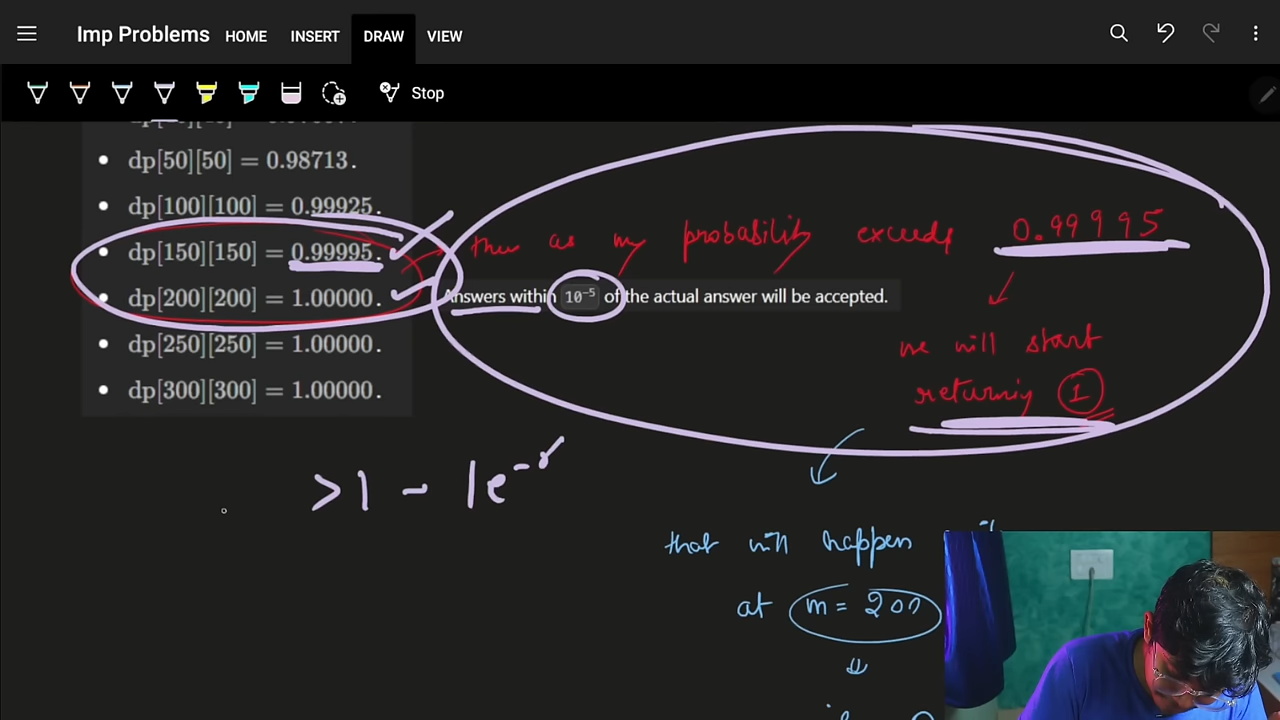 Imp Problems HOME INSERT DRAW VIEW
Stop
dp[50][50] = 0.98713.
dp[100][100] = 0.99925.
dp[150][150] = 0.99995.
dp[200][200] = 1.00000.
dp[250][250] = 1.00000.
dp[300][300] = 1.00000.
as my probability exceeds 0.99995
Answers within 10⁻⁵ of the actual answer will be accepted.
we will start
returning 1
> 1 - 1e⁻
that will happen
at m = 200